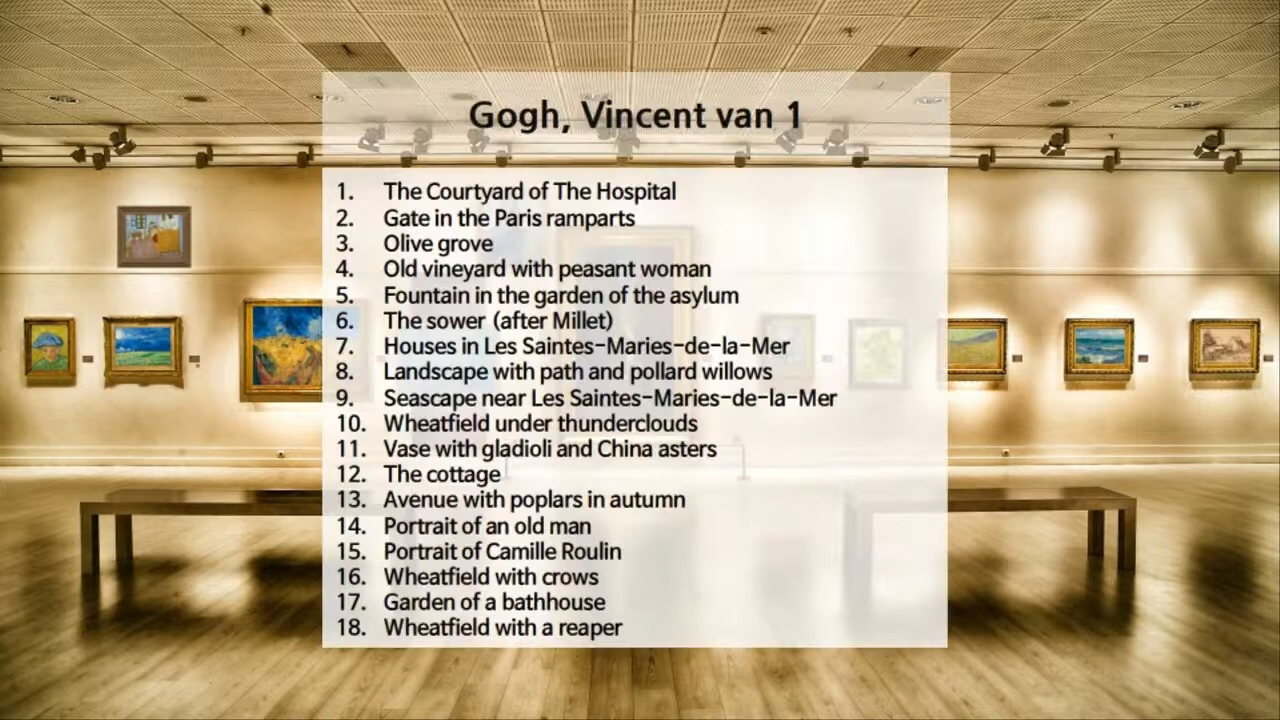 Gogh, Vincent van 1
1. The Courtyard of The Hospital
2. Gate in the Paris ramparts
3. Olive grove
4. Old vineyard with peasant woman
5. Fountain in the garden of the asylum
6. The sower (after Millet)
7. Houses in Les Saintes-Maries-de-la-Mer
8. Landscape with path and pollard willows
9. Seascape near Les Saintes-Maries-de-la-Mer
10. Wheatfield under thunderclouds
11. Vase with gladioli and China asters
12. The cottage
13. Avenue with poplars in autumn
14. Portrait of an old man
15. Portrait of Camille Roulin
16. Wheatfield with crows
17. Garden of a bathhouse
18. Wheatfield with a reaper